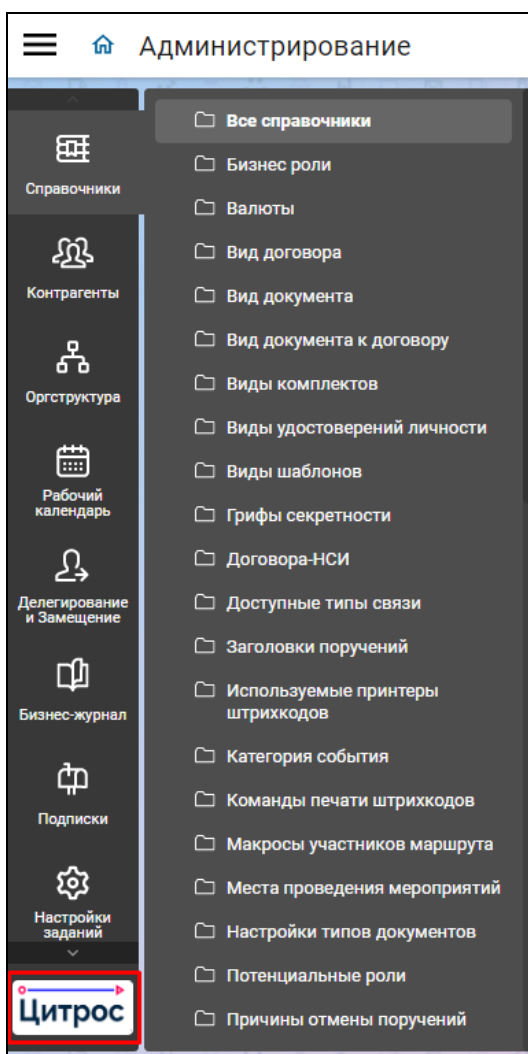 Администрирование
Справочники
Контрагенты
Оргструктура
Рабочий
календарь
Делегирование
и Замещение
Бизнес-журнал
Подписки
Настройки
заданий
Цитрос
Все справочники
Бизнес роли
Валюты
Вид договора
Вид документа
Вид документа к договору
Виды комплектов
Виды удостоверений личности
Виды шаблонов
Грифы секретности
Договора-НСИ
Доступные типы связи
Заголовки поручений
Используемые принтеры
штрихкодов
Категория события
Команды печати штрихкодов
Макросы участников маршрута
Места проведения мероприятий
Настройки типов документов
Потенциальные роли
Причины отмены поручений